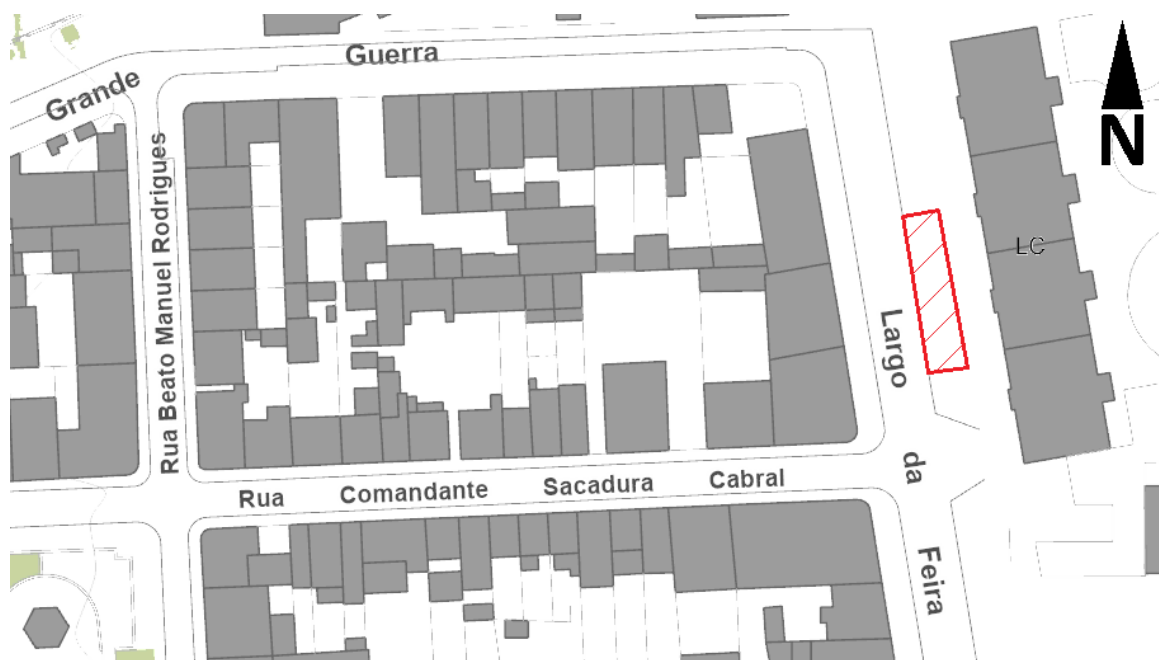 Grande
Guerra
N
LC
Rua Beato Manuel Rodrigues
Largo
da
Feira
Rua Comandante Sacadura Cabral